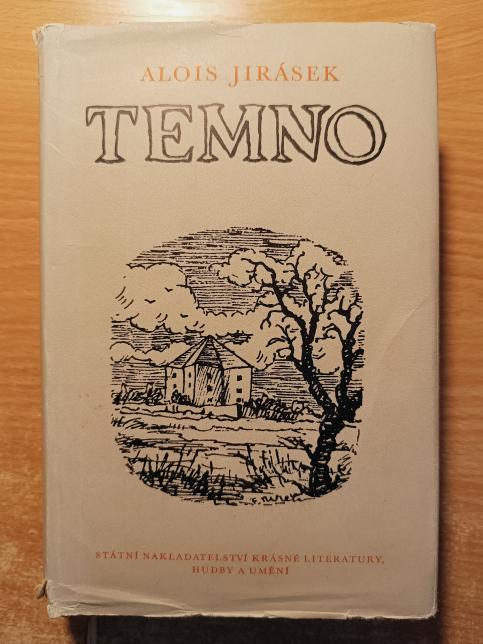 ALOIS JIRÁSEK
TEMNO
STÁTNÍ NAKLADATELSTVÍ KRÁSNÉ LITERATURY,
HUDBY A UMĚNÍ